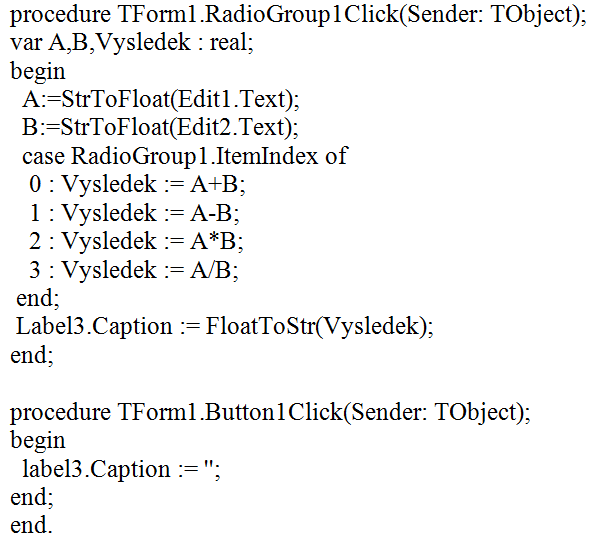 procedure TForm1.RadioGroup1Click(Sender: TObject);
var A,B,Vysledek : real;
begin
A:=StrToFloat(Edit1.Text);
B:=StrToFloat(Edit2.Text);
case RadioGroup1.ItemIndex of
0 : Vysledek := A+B;
1 : Vysledek := A-B;
2 : Vysledek := A*B;
3 : Vysledek := A/B;
end;
Label3.Caption := FloatToStr(Vysledek);
end;
procedure TForm1.Button1Click(Sender: TObject);
begin
label3.Caption := '';
end;
end.